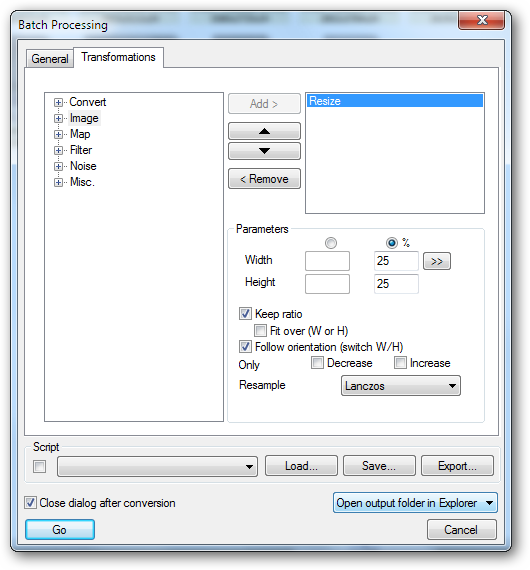 Batch Processing
General
Transformations
Convert
Image
Map
Filter
Noise
Misc.
Add >
< Remove
Resize
Parameters
%
Width
25
>>
Height
25
Keep ratio
Fit over (W or H)
Follow orientation (switch W/H)
Only
Decrease
Increase
Resample
Lanczos
Script
Load...
Save...
Export...
Close dialog after conversion
Open output folder in Explorer
Go
Cancel